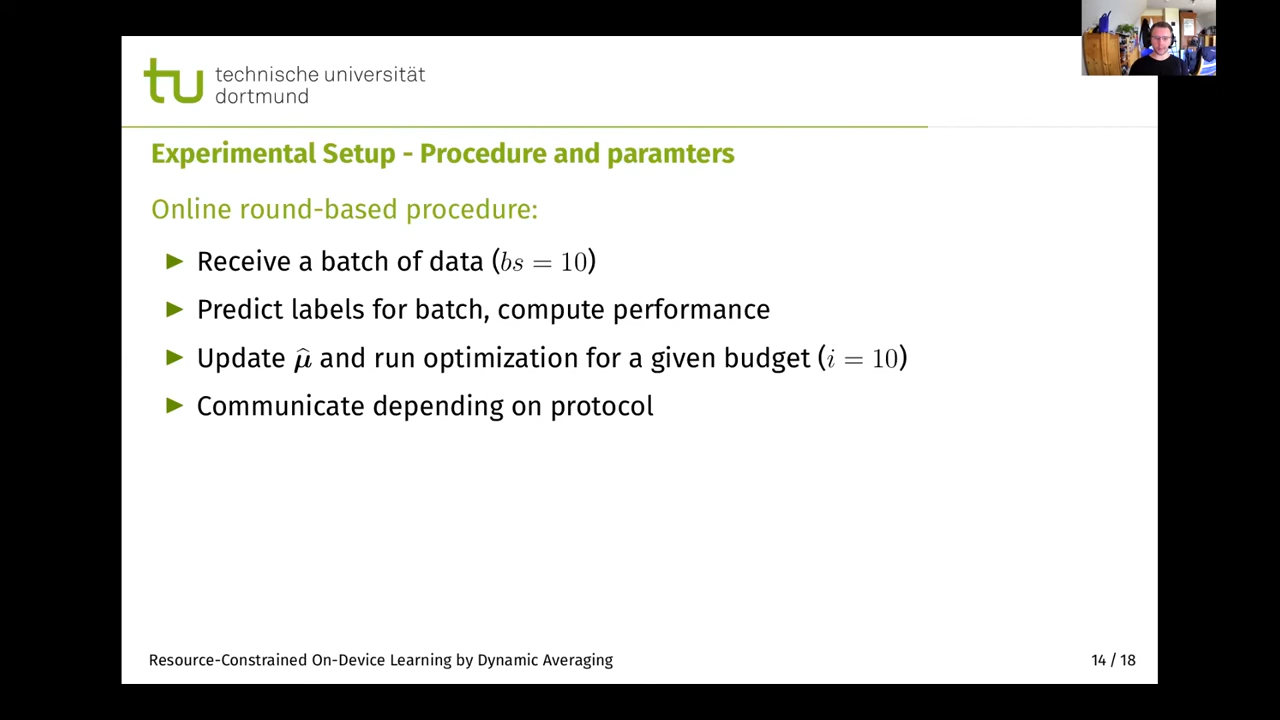 technische universität
dortmund
Experimental Setup - Procedure and paramters
Online round-based procedure:
▶ Receive a batch of data (bs = 10)
▶ Predict labels for batch, compute performance
▶ Update μ̂ and run optimization for a given budget (i = 10)
▶ Communicate depending on protocol
Resource-Constrained On-Device Learning by Dynamic Averaging
14 / 18